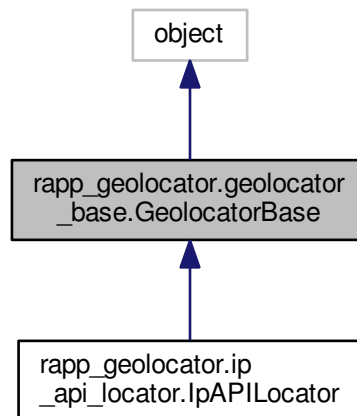 object
rapp_geolocator.geolocator
_base.GeolocatorBase
rapp_geolocator.ip
_api_locator.IpAPILocator